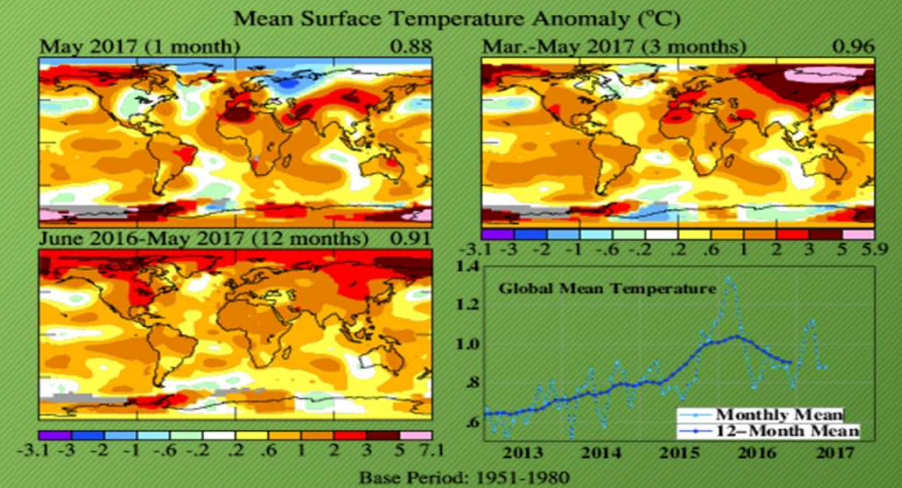 Mean Surface Temperature Anomaly (°C)
May 2017 (1 month) 0.88
Mar.-May 2017 (3 months) 0.96
-3.1 -3 -2 -1 -.6 -.2 .2 .6 1 2 3 5 5.9
June 2016-May 2017 (12 months) 0.91
-3.1 -3 -2 -1 -.6 -.2 .2 .6 1 2 3 5 7.1
1.4
Global Mean Temperature
1.2
1.0
.8
.6
Monthly Mean
12–Month Mean
2013 2014 2015 2016 2017
Base Period: 1951-1980